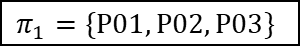 π₁ = {P01, P02, P03}